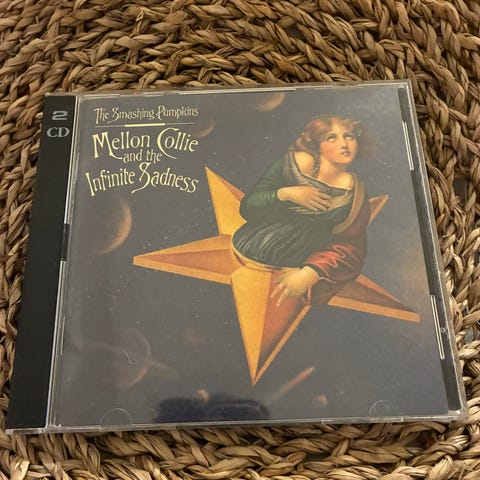 2
CD
The Smashing Pumpkins
Mellon Collie
and the
Infinite Sadness